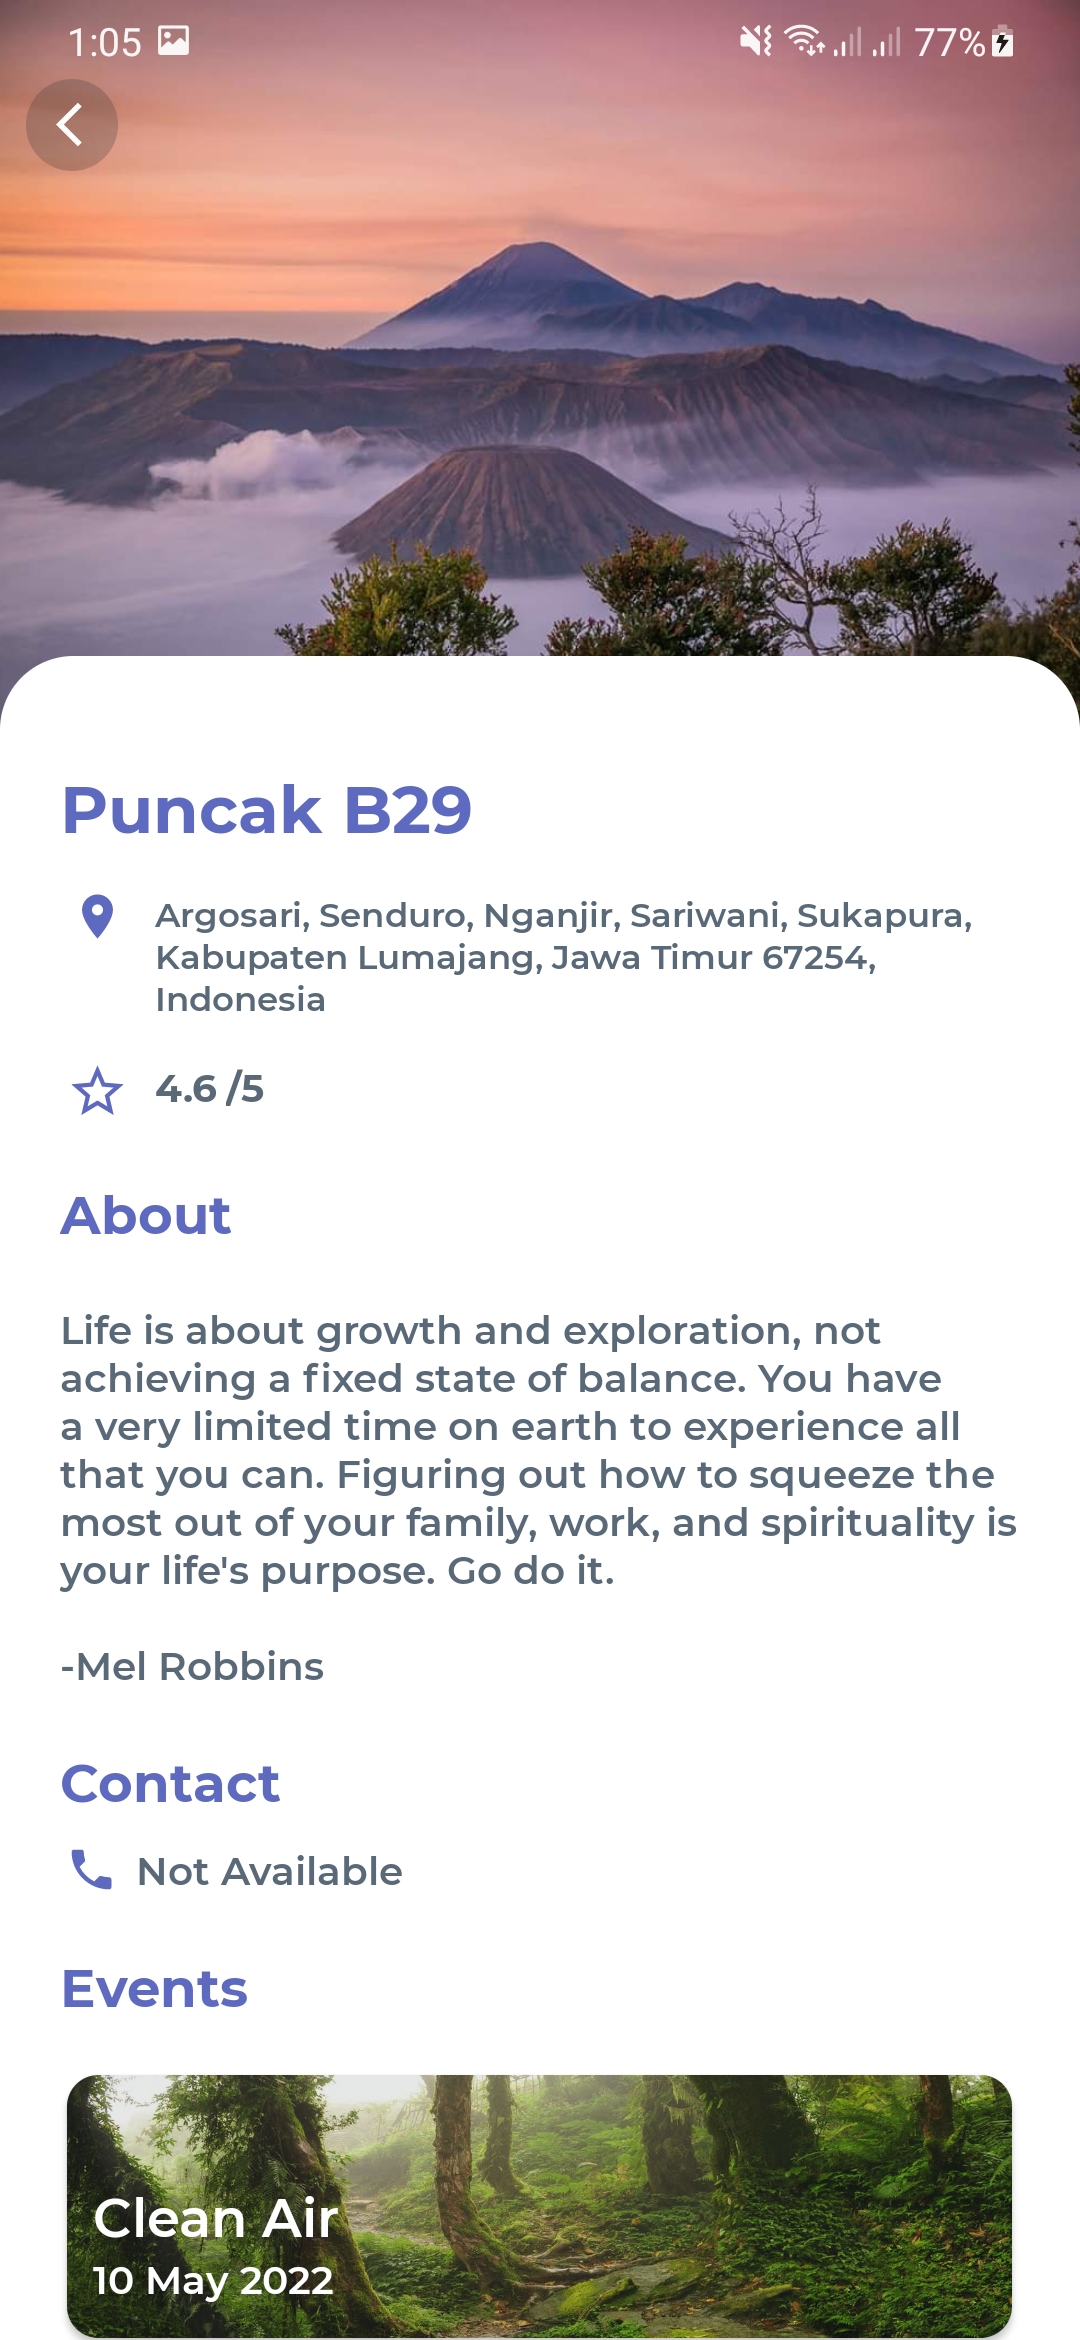 1:05 77%
Puncak B29
Argosari, Senduro, Nganjir, Sariwani, Sukapura,
Kabupaten Lumajang, Jawa Timur 67254,
Indonesia
4.6 /5
About
Life is about growth and exploration, not
achieving a fixed state of balance. You have
a very limited time on earth to experience all
that you can. Figuring out how to squeeze the
most out of your family, work, and spirituality is
your life's purpose. Go do it.
-Mel Robbins
Contact
Not Available
Events
Clean Air
10 May 2022